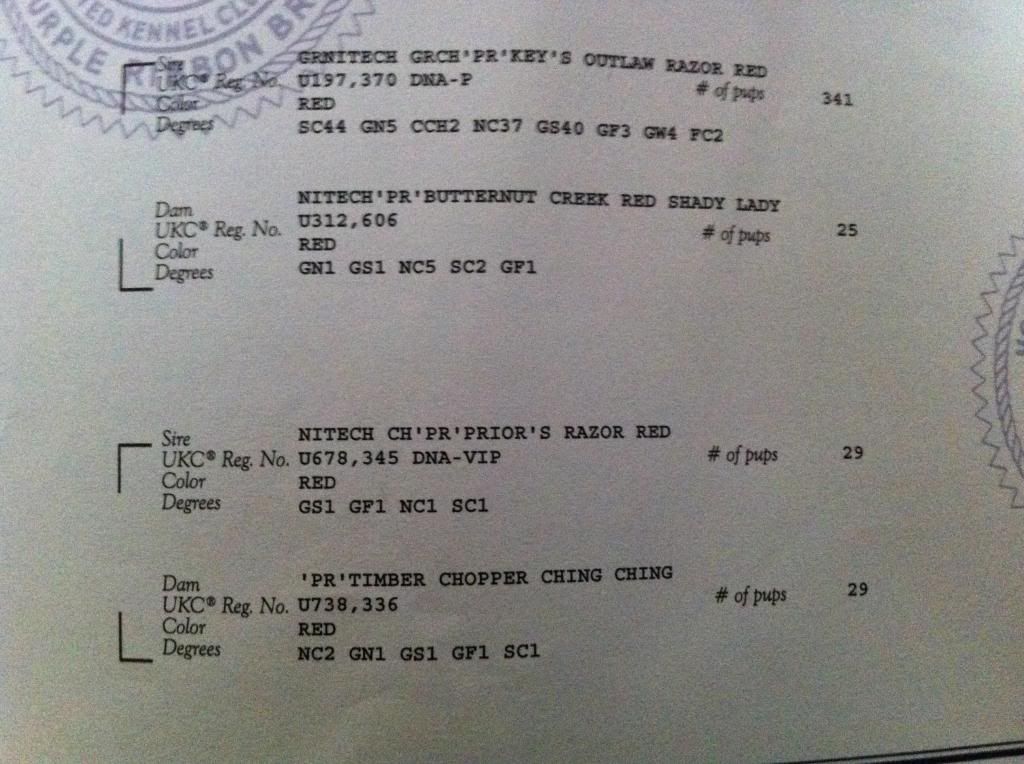 TED KENNEL CLU
URPLE RIBBON BR
Sire GRNITECH GRCH'PR'KEY'S OUTLAW RAZOR RED
UKC® Reg. No. U197,370 DNA-P # of pups 341
Color RED
Degrees SC44 GN5 CCH2 NC37 GS40 GF3 GW4 FC2
Dam NITECH'PR'BUTTERNUT CREEK RED SHADY LADY
UKC® Reg. No. U312,606 # of pups 25
Color RED
Degrees GN1 GS1 NC5 SC2 GF1
Sire NITECH CH'PR'PRIOR'S RAZOR RED
UKC® Reg. No. U678,345 DNA-VIP # of pups 29
Color RED
Degrees GS1 GF1 NC1 SC1
Dam 'PR'TIMBER CHOPPER CHING CHING
UKC® Reg. No. U738,336 # of pups 29
Color RED
Degrees NC2 GN1 GS1 GF1 SC1